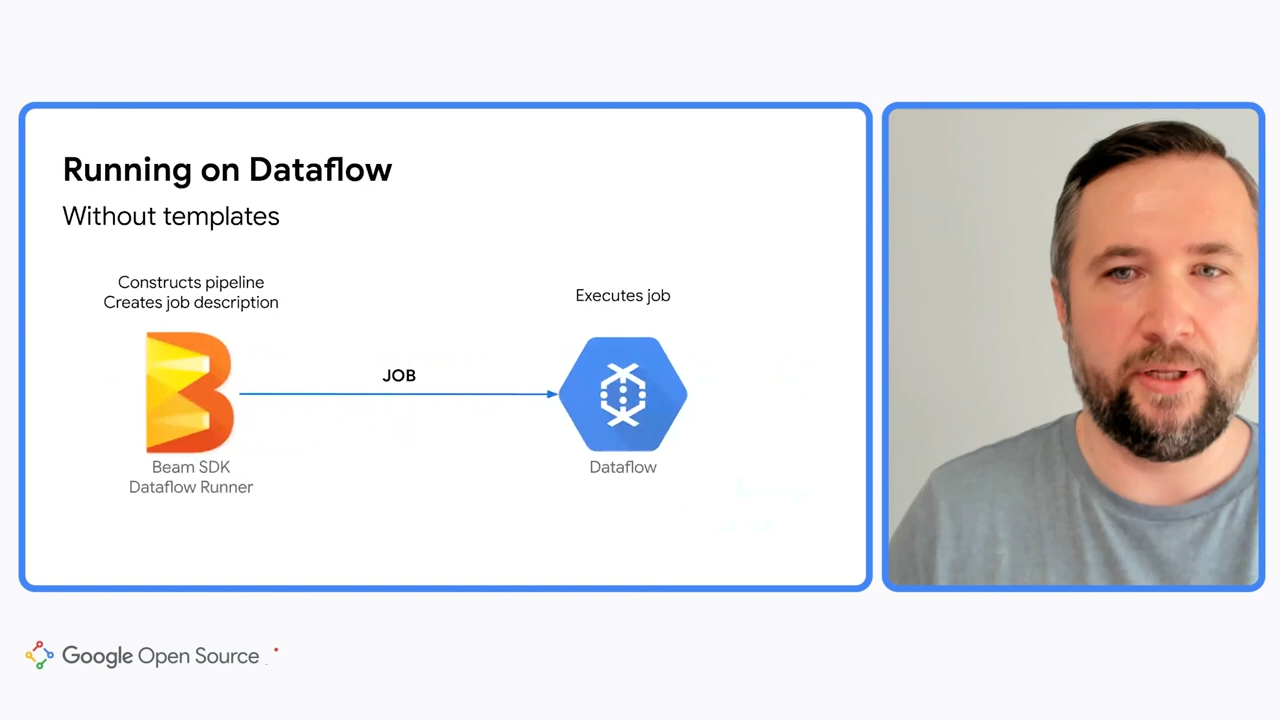 Running on Dataflow
Without templates
Constructs pipeline
Creates job description
Executes job
JOB
Beam SDK
Dataflow Runner
Dataflow
Google Open Source